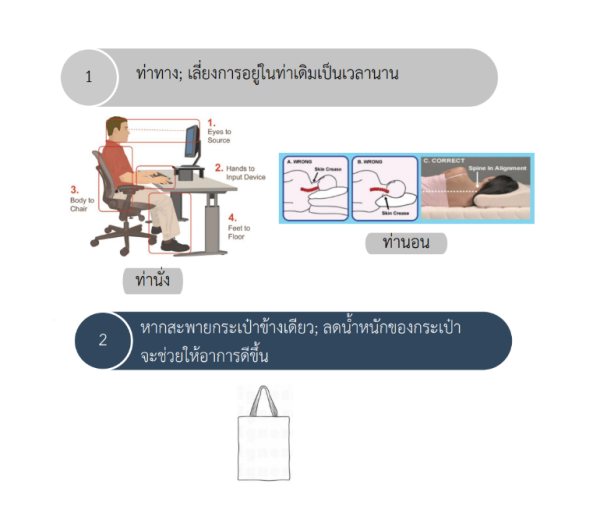 1
ท่าทาง; เลี่ยงการอยู่ในท่าเดิมเป็นเวลานาน
1.
Eyes to
Source
2. Hands to
Input Device
3.
Body to
Chair
4.
Feet to
Floor
ท่านั่ง
A. WRONG
Skin Crease
B. WRONG
Skin Crease
C. CORRECT
Spine In Alignment
ท่านอน
2
หากสะพายกระเป๋าข้างเดียว; ลดน้ำหนักของกระเป๋า
จะช่วยให้อาการดีขึ้น